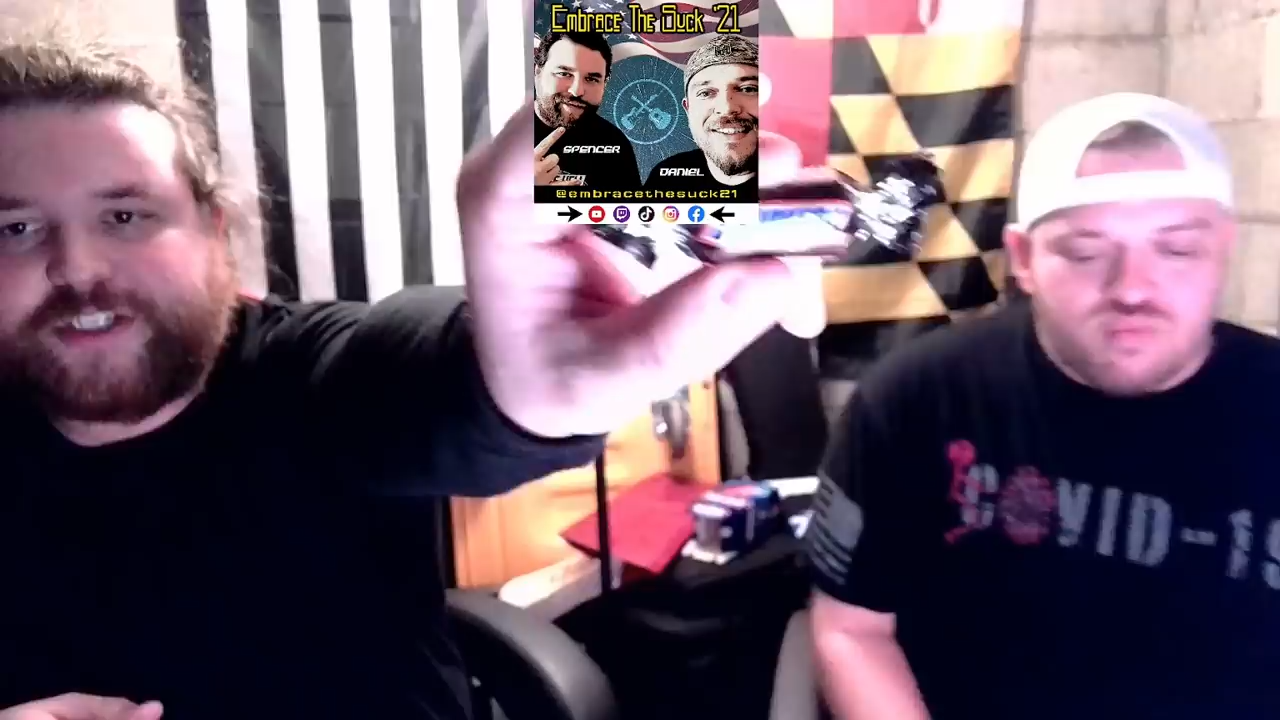 Embrace The Suck '21
SPENCER
DANIEL
@embracethesuck21
COVID-19